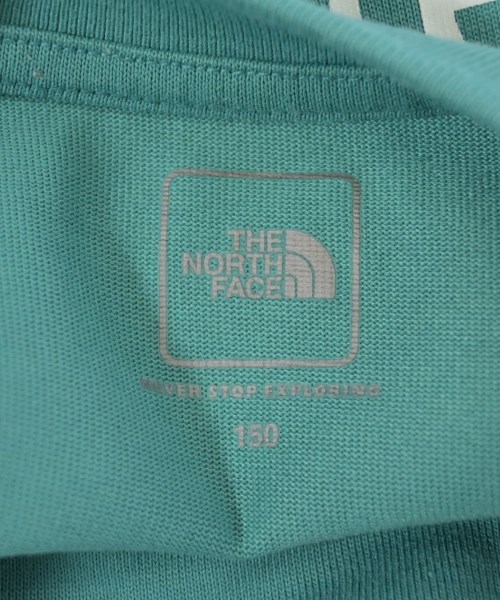 THE
NORTH
FACE
NEVER STOP EXPLORING
150